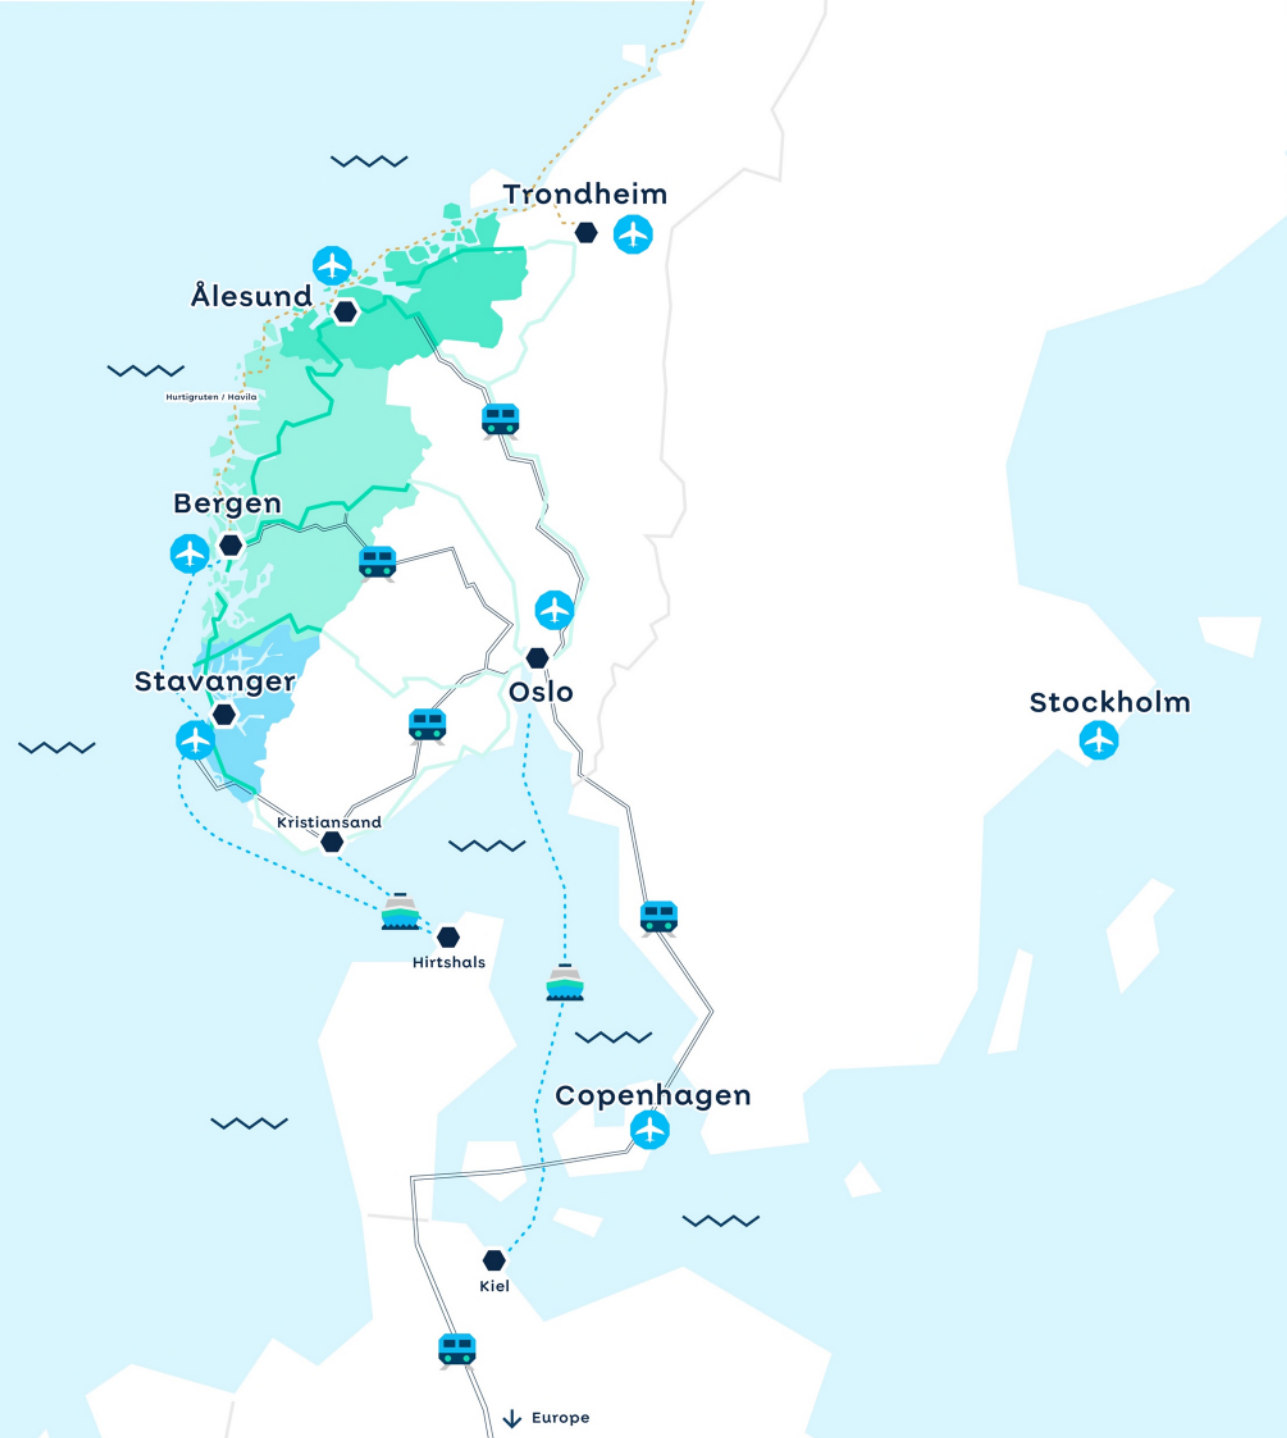 Trondheim
Ålesund
Hurtigruten / Havila
Bergen
Stavanger
Oslo
Stockholm
Kristiansand
Hirtshals
Copenhagen
Kiel
Europe